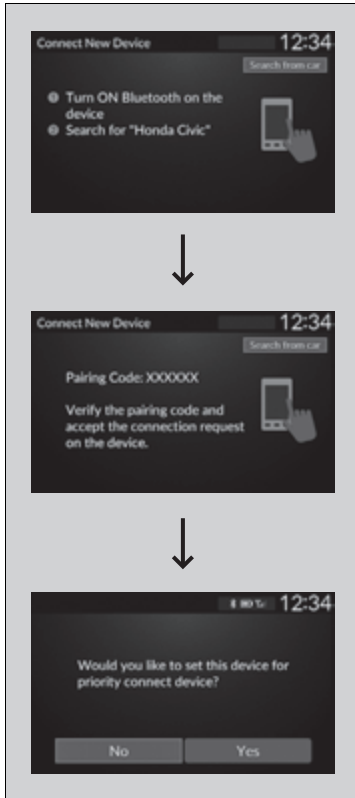 Connect New Device 12:34
Search from car
❶ Turn ON Bluetooth on the
device
❷ Search for "Honda Civic"
Connect New Device 12:34
Search from car
Pairing Code: XXXXXX
Verify the pairing code and
accept the connection request
on the device.
12:34
Would you like to set this device for
priority connect device?
No Yes